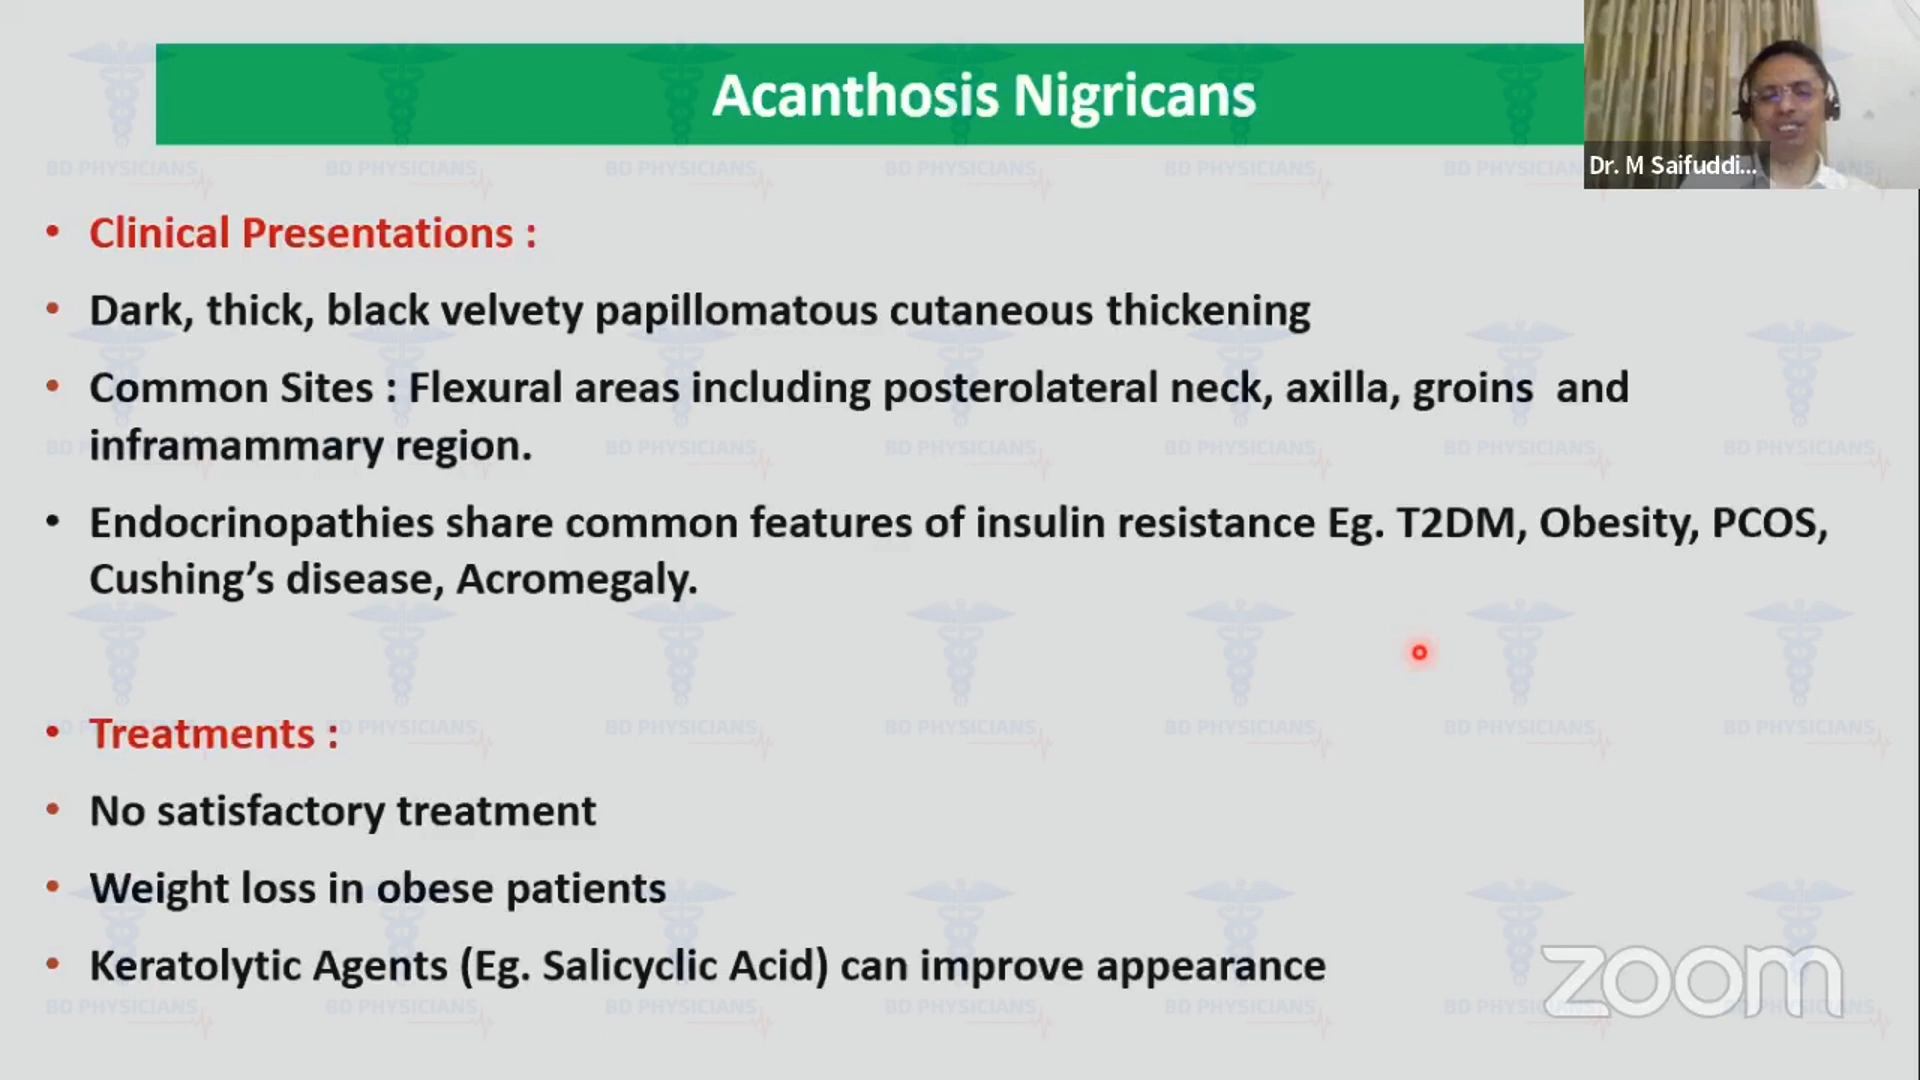 Acanthosis Nigricans
Dr. M Saifuddi...
• Clinical Presentations :
• Dark, thick, black velvety papillomatous cutaneous thickening
• Common Sites : Flexural areas including posterolateral neck, axilla, groins and
inframammary region.
• Endocrinopathies share common features of insulin resistance Eg. T2DM, Obesity, PCOS,
Cushing’s disease, Acromegaly.
• Treatments :
• No satisfactory treatment
• Weight loss in obese patients
• Keratolytic Agents (Eg. Salicyclic Acid) can improve appearance
zoom
BD PHYSICIANS